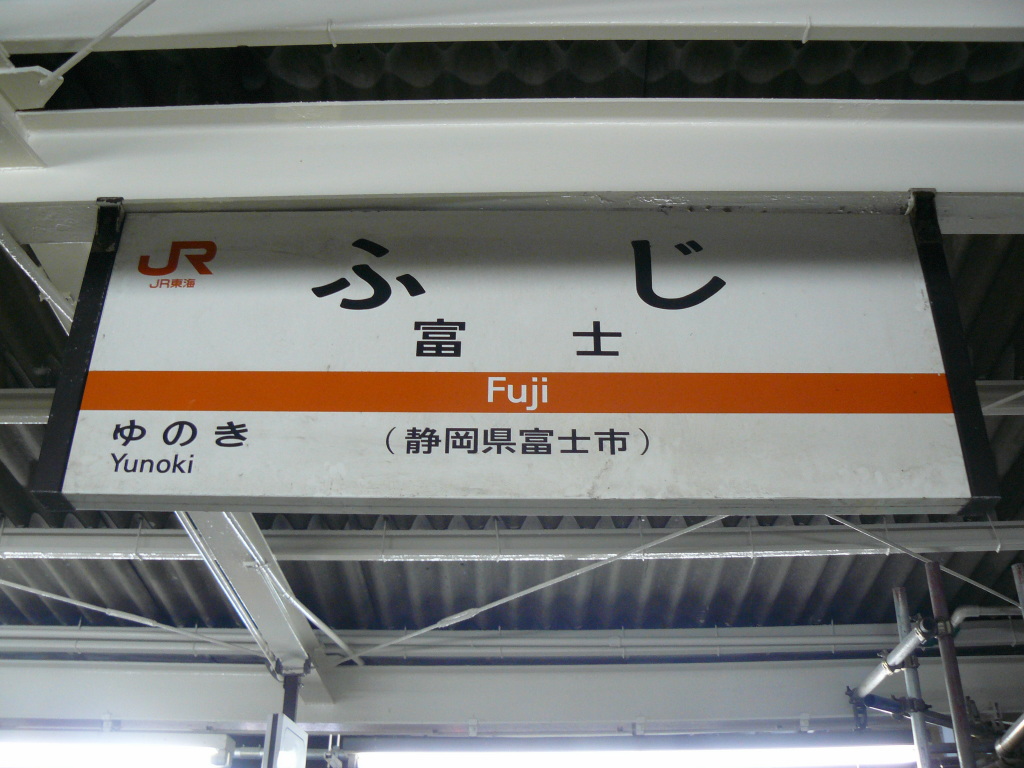 JR
JR東海
ふじ
富士
Fuji
ゆのき
Yunoki
（静岡県富士市）